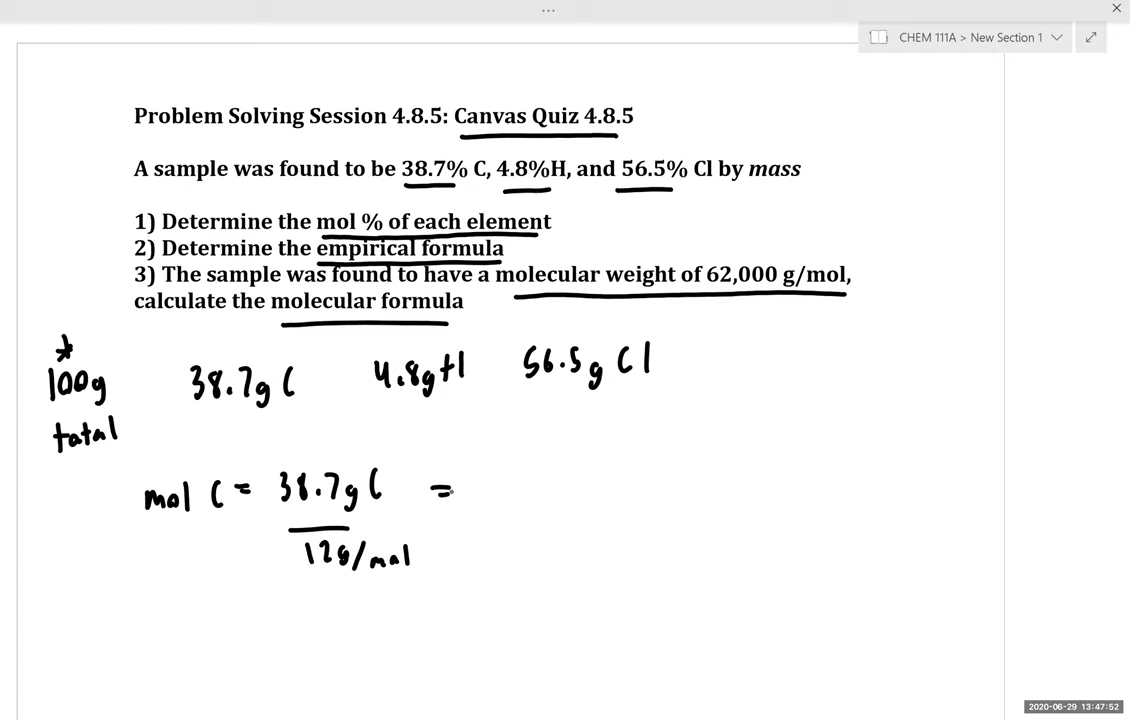 ...
CHEM 111A > New Section 1
Problem Solving Session 4.8.5: Canvas Quiz 4.8.5
A sample was found to be 38.7% C, 4.8%H, and 56.5% Cl by mass
1) Determine the mol % of each element
2) Determine the empirical formula
3) The sample was found to have a molecular weight of 62,000 g/mol,
calculate the molecular formula
*
100g 38.7g C 4.8g H 56.5g Cl
total
mol C = 38.7g C =
12g/mol
2020-06-29 13:47:52